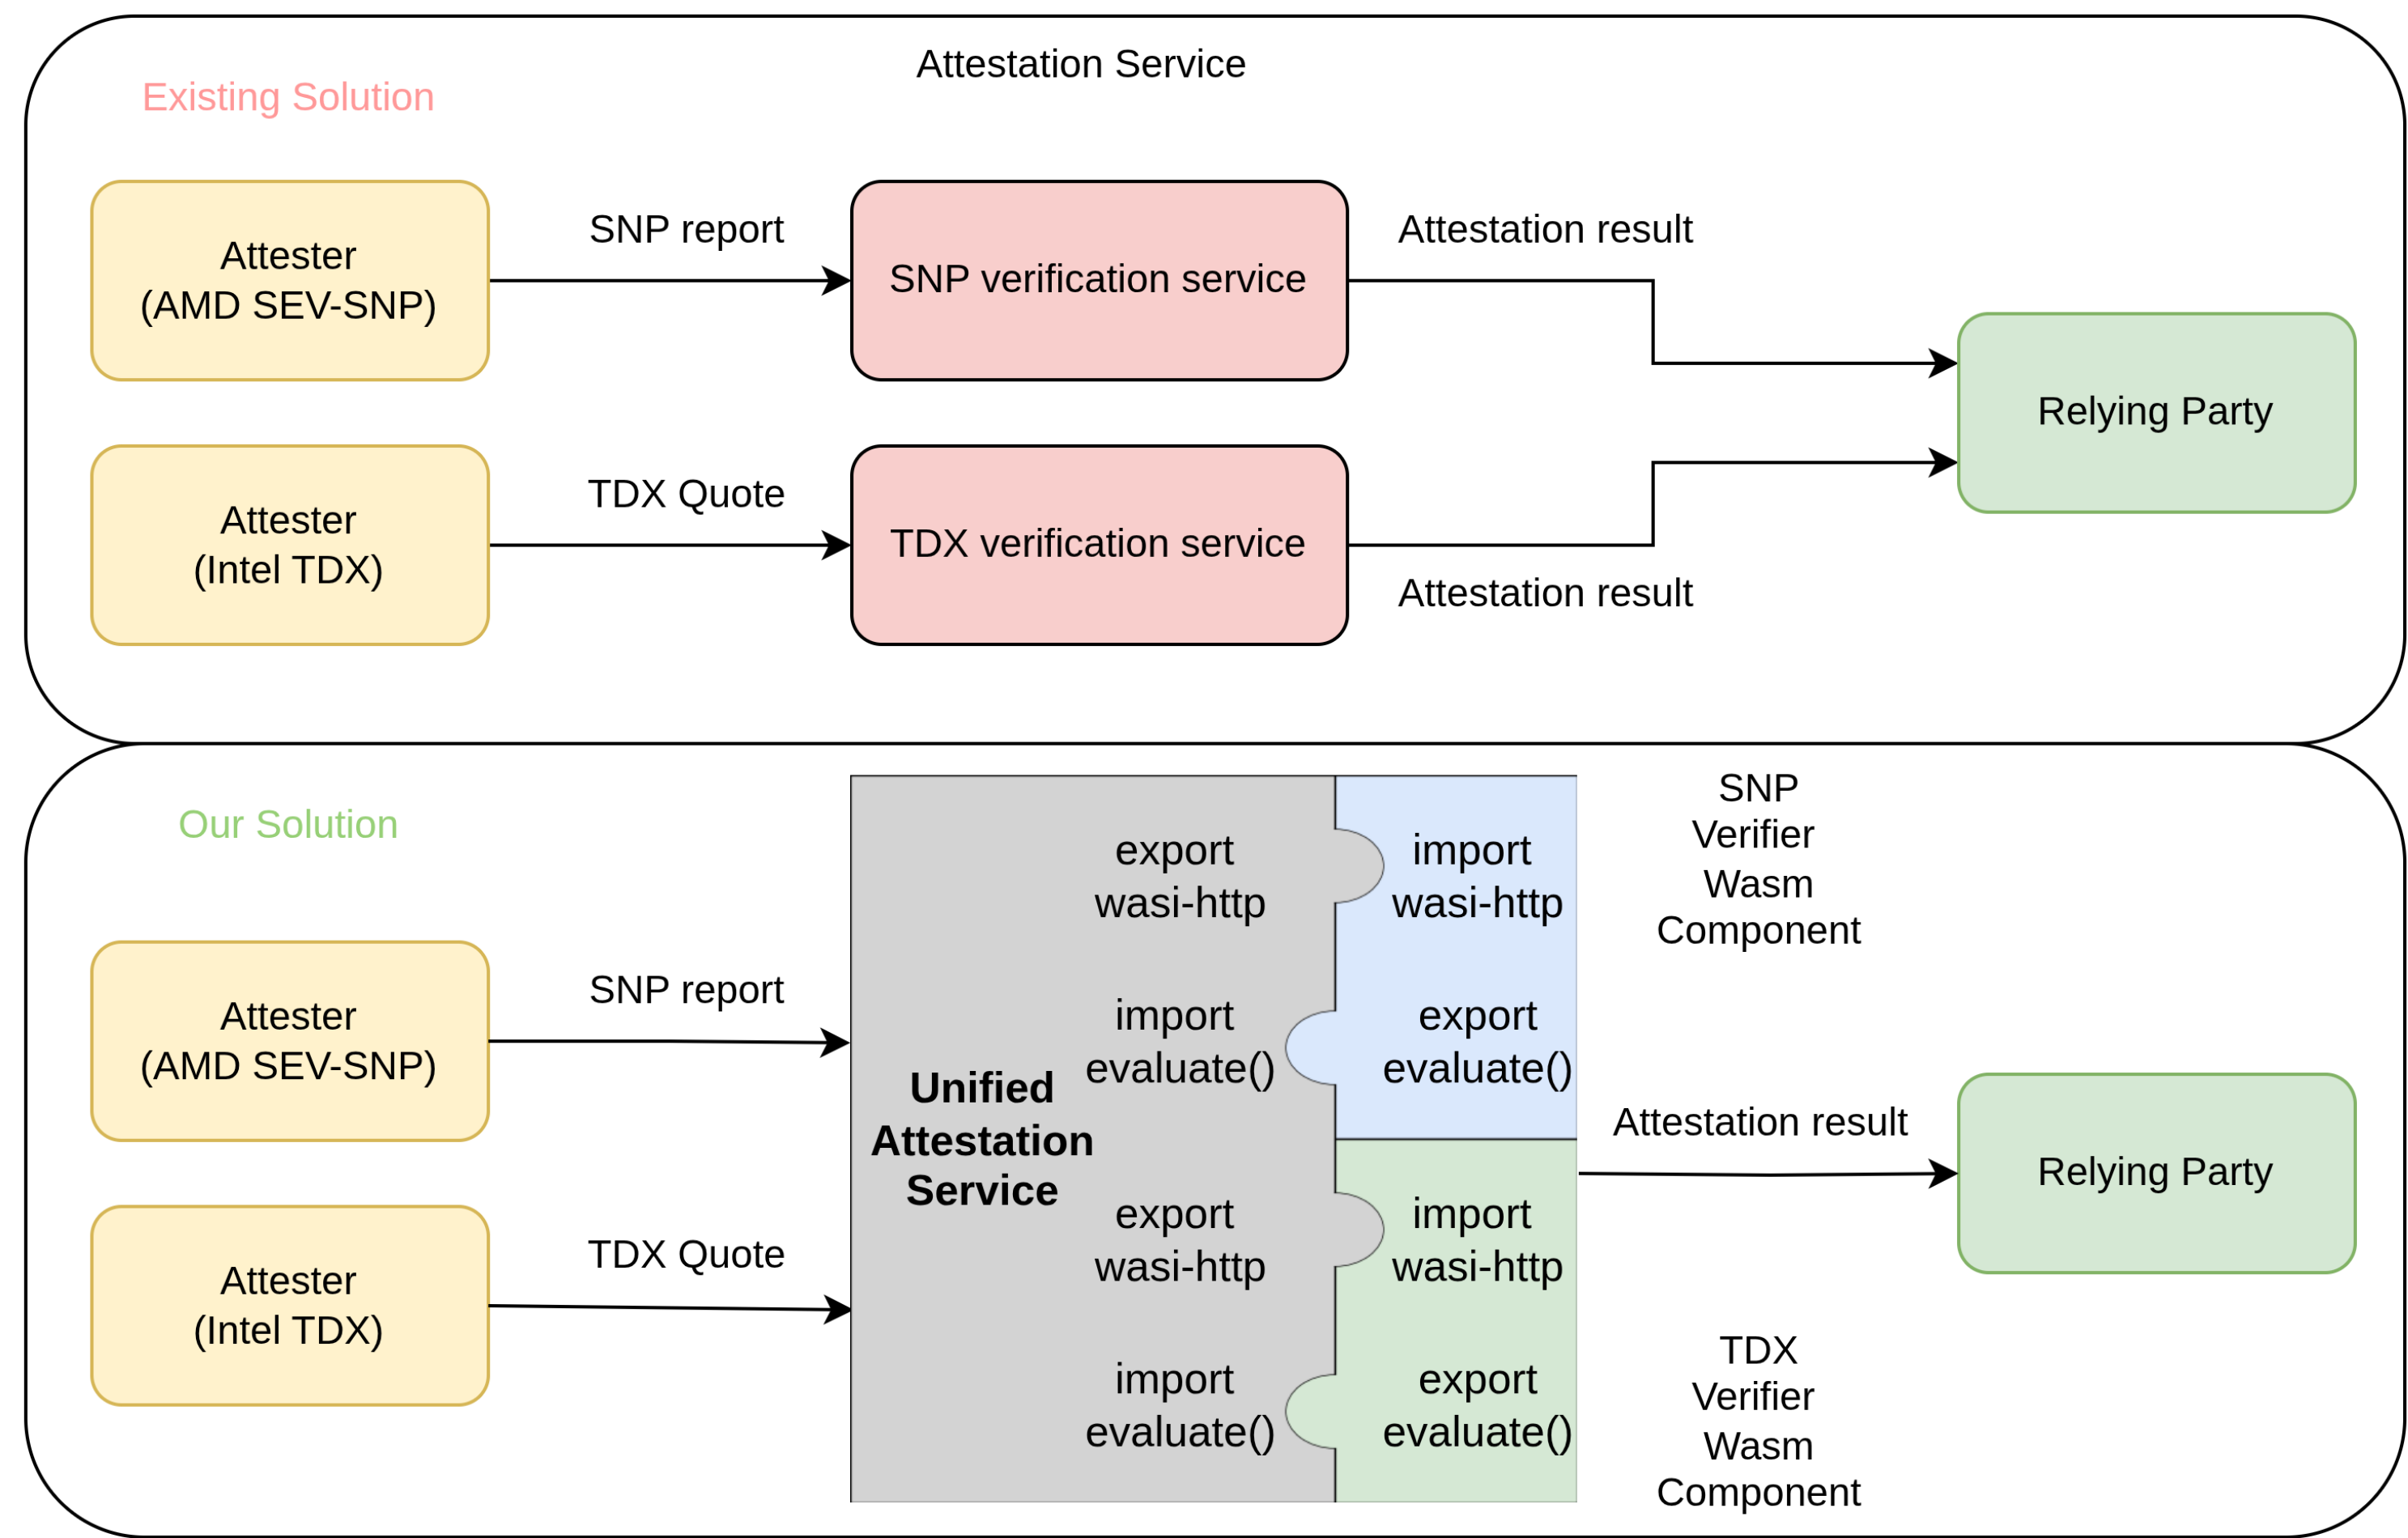 Attestation Service
Existing Solution
Attester
(AMD SEV-SNP)
SNP report
SNP verification service
Attestation result
Relying Party
Attester
(Intel TDX)
TDX Quote
TDX verification service
Attestation result
Our Solution
Attester
(AMD SEV-SNP)
SNP report
Attester
(Intel TDX)
TDX Quote
Unified
Attestation
Service
export
wasi-http
import
evaluate()
export
wasi-http
import
evaluate()
import
wasi-http
export
evaluate()
import
wasi-http
export
evaluate()
SNP
Verifier
Wasm
Component
Attestation result
Relying Party
TDX
Verifier
Wasm
Component